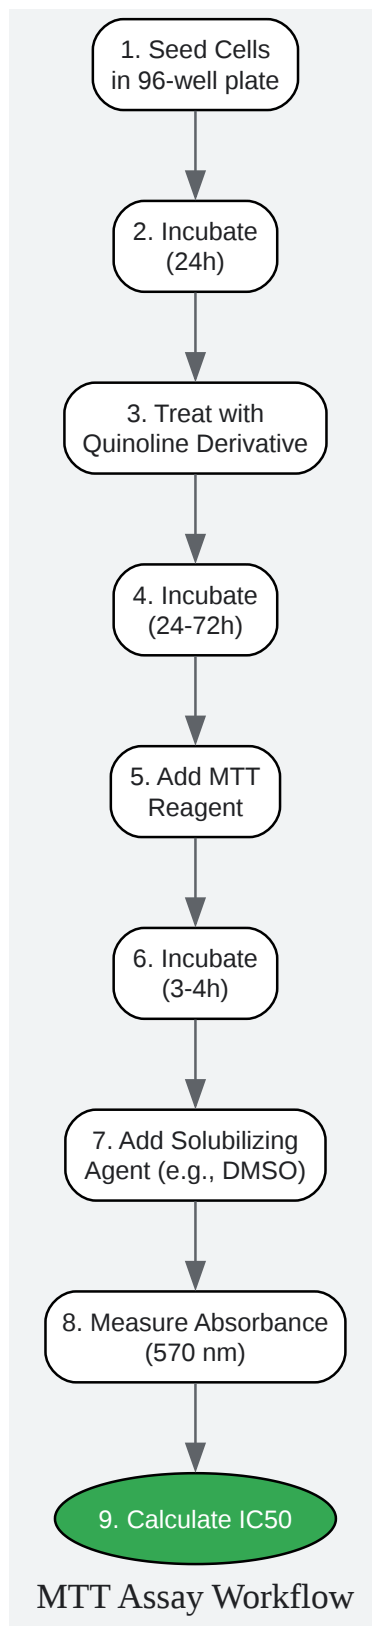 1. Seed Cells
in 96-well plate
2. Incubate
(24h)
3. Treat with
Quinoline Derivative
4. Incubate
(24-72h)
5. Add MTT
Reagent
6. Incubate
(3-4h)
7. Add Solubilizing
Agent (e.g., DMSO)
8. Measure Absorbance
(570 nm)
9. Calculate IC50
MTT Assay Workflow